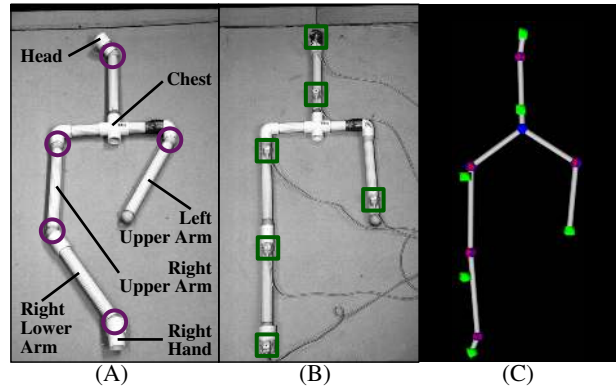 Head
Chest
Left
Upper Arm
Right
Upper Arm
Right
Lower
Arm
Right
Hand
(A)
(B)
(C)